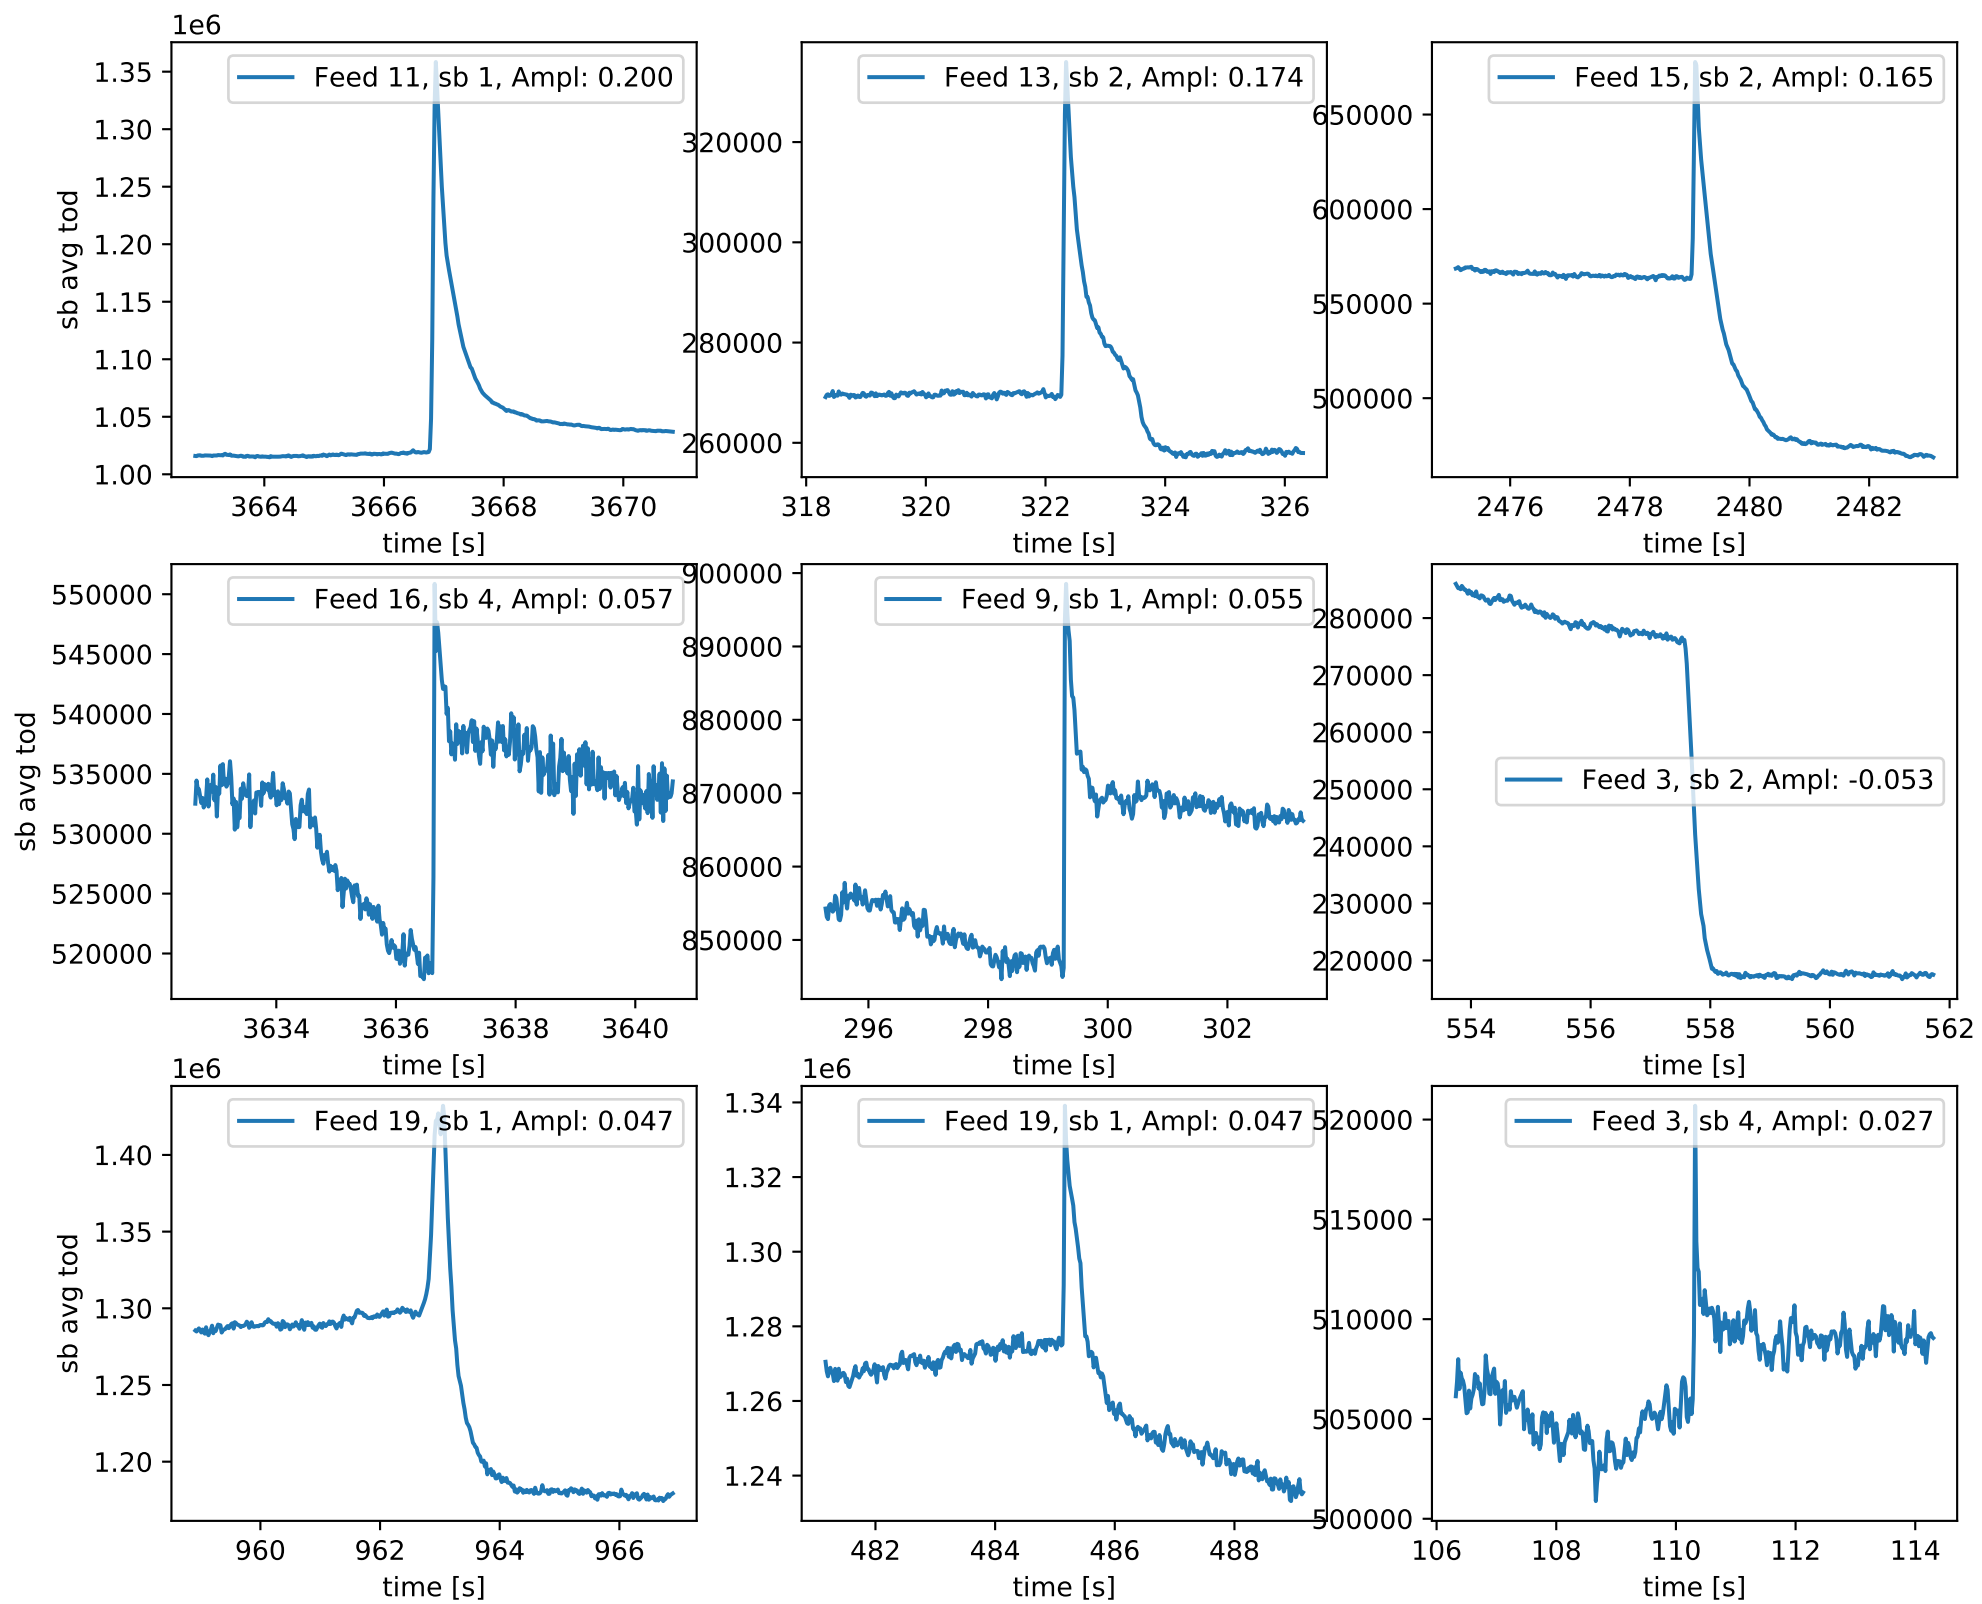 1e6
Feed 11, sb 1, Ampl: 0.200
1.35
1.30
1.25
1.20
1.15
1.10
1.05
1.00
sb avg tod
3664 3666 3668 3670
time [s]
Feed 13, sb 2, Ampl: 0.174
320000
300000
280000
260000
318 320 322 324 326
time [s]
Feed 15, sb 2, Ampl: 0.165
650000
600000
550000
500000
2476 2478 2480 2482
time [s]
Feed 16, sb 4, Ampl: 0.057
550000
545000
540000
535000
530000
525000
520000
sb avg tod
3634 3636 3638 3640
time [s]
Feed 9, sb 1, Ampl: 0.055
900000
890000
880000
870000
860000
850000
296 298 300 302
time [s]
Feed 3, sb 2, Ampl: -0.053
280000
270000
260000
250000
240000
230000
220000
554 556 558 560 562
time [s]
1e6
Feed 19, sb 1, Ampl: 0.047
1.40
1.35
1.30
1.25
1.20
sb avg tod
960 962 964 966
time [s]
1e6
Feed 19, sb 1, Ampl: 0.047
1.34
1.32
1.30
1.28
1.26
1.24
482 484 486 488
time [s]
Feed 3, sb 4, Ampl: 0.027
520000
515000
510000
505000
500000
106 108 110 112 114
time [s]